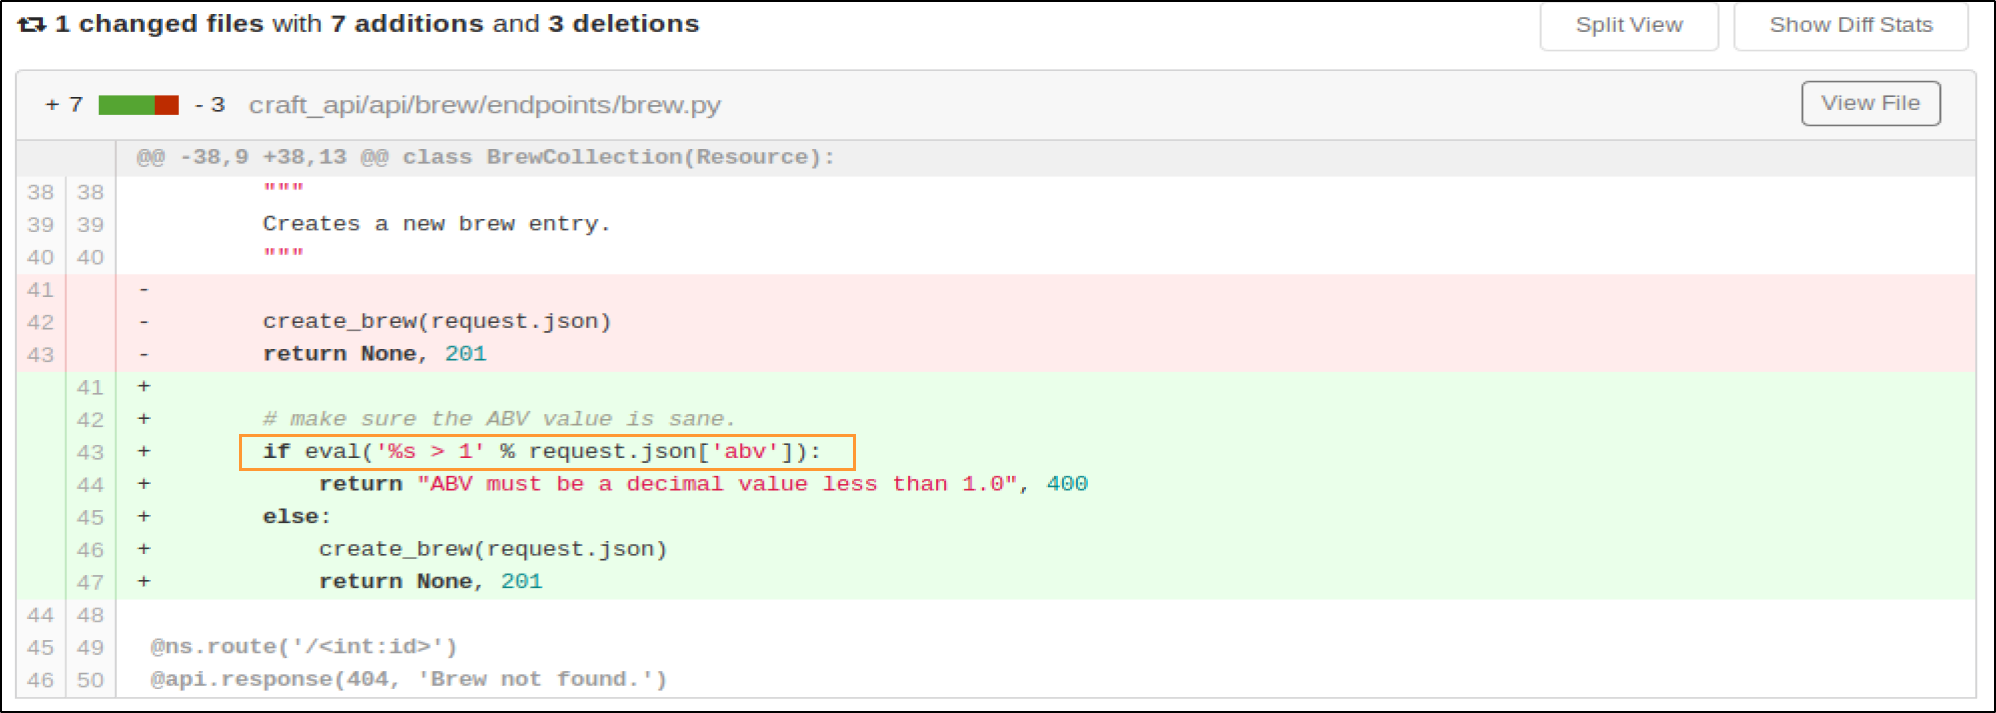 1 changed files with 7 additions and 3 deletions Split View Show Diff Stats
+ 7 - 3 craft_api/api/brew/endpoints/brew.py View File
@@ -38,9 +38,13 @@ class BrewCollection(Resource):
38 38 """
39 39 Creates a new brew entry.
40 40 """
41 -
42 - create_brew(request.json)
43 - return None, 201
41 +
42 + # make sure the ABV value is sane.
43 + if eval('%s > 1' % request.json['abv']):
44 + return "ABV must be a decimal value less than 1.0", 400
45 + else:
46 + create_brew(request.json)
47 + return None, 201
44 48
45 49 @ns.route('/<int:id>')
46 50 @api.response(404, 'Brew not found.')